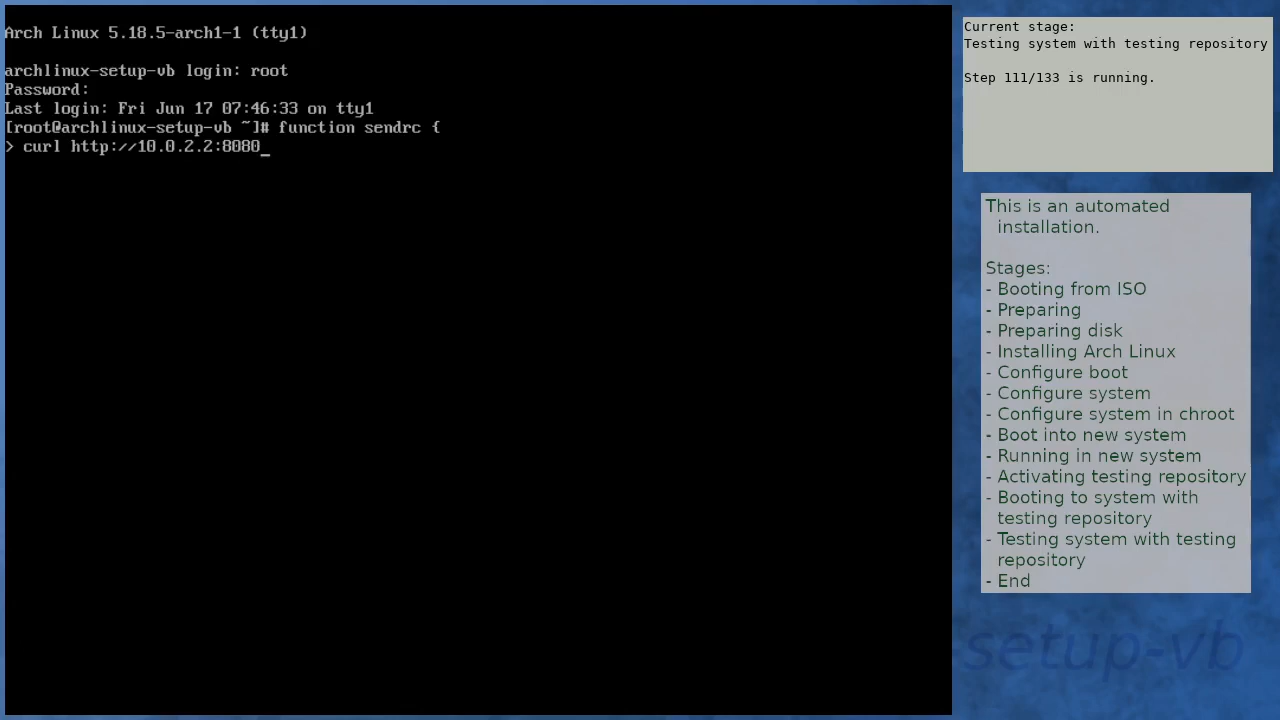 Arch Linux 5.18.5-arch1-1 (tty1)
archlinux-setup-vb login: root
Password:
Last login: Fri Jun 17 07:46:33 on tty1
[root@archlinux-setup-vb ~]# function sendrc {
> curl http://10.0.2.2:8080_
Current stage:
Testing system with testing repository
Step 111/133 is running.
This is an automated
installation.
Stages:
- Booting from ISO
- Preparing
- Preparing disk
- Installing Arch Linux
- Configure boot
- Configure system
- Configure system in chroot
- Boot into new system
- Running in new system
- Activating testing repository
- Booting to system with
testing repository
- Testing system with testing
repository
- End
-setup-vb